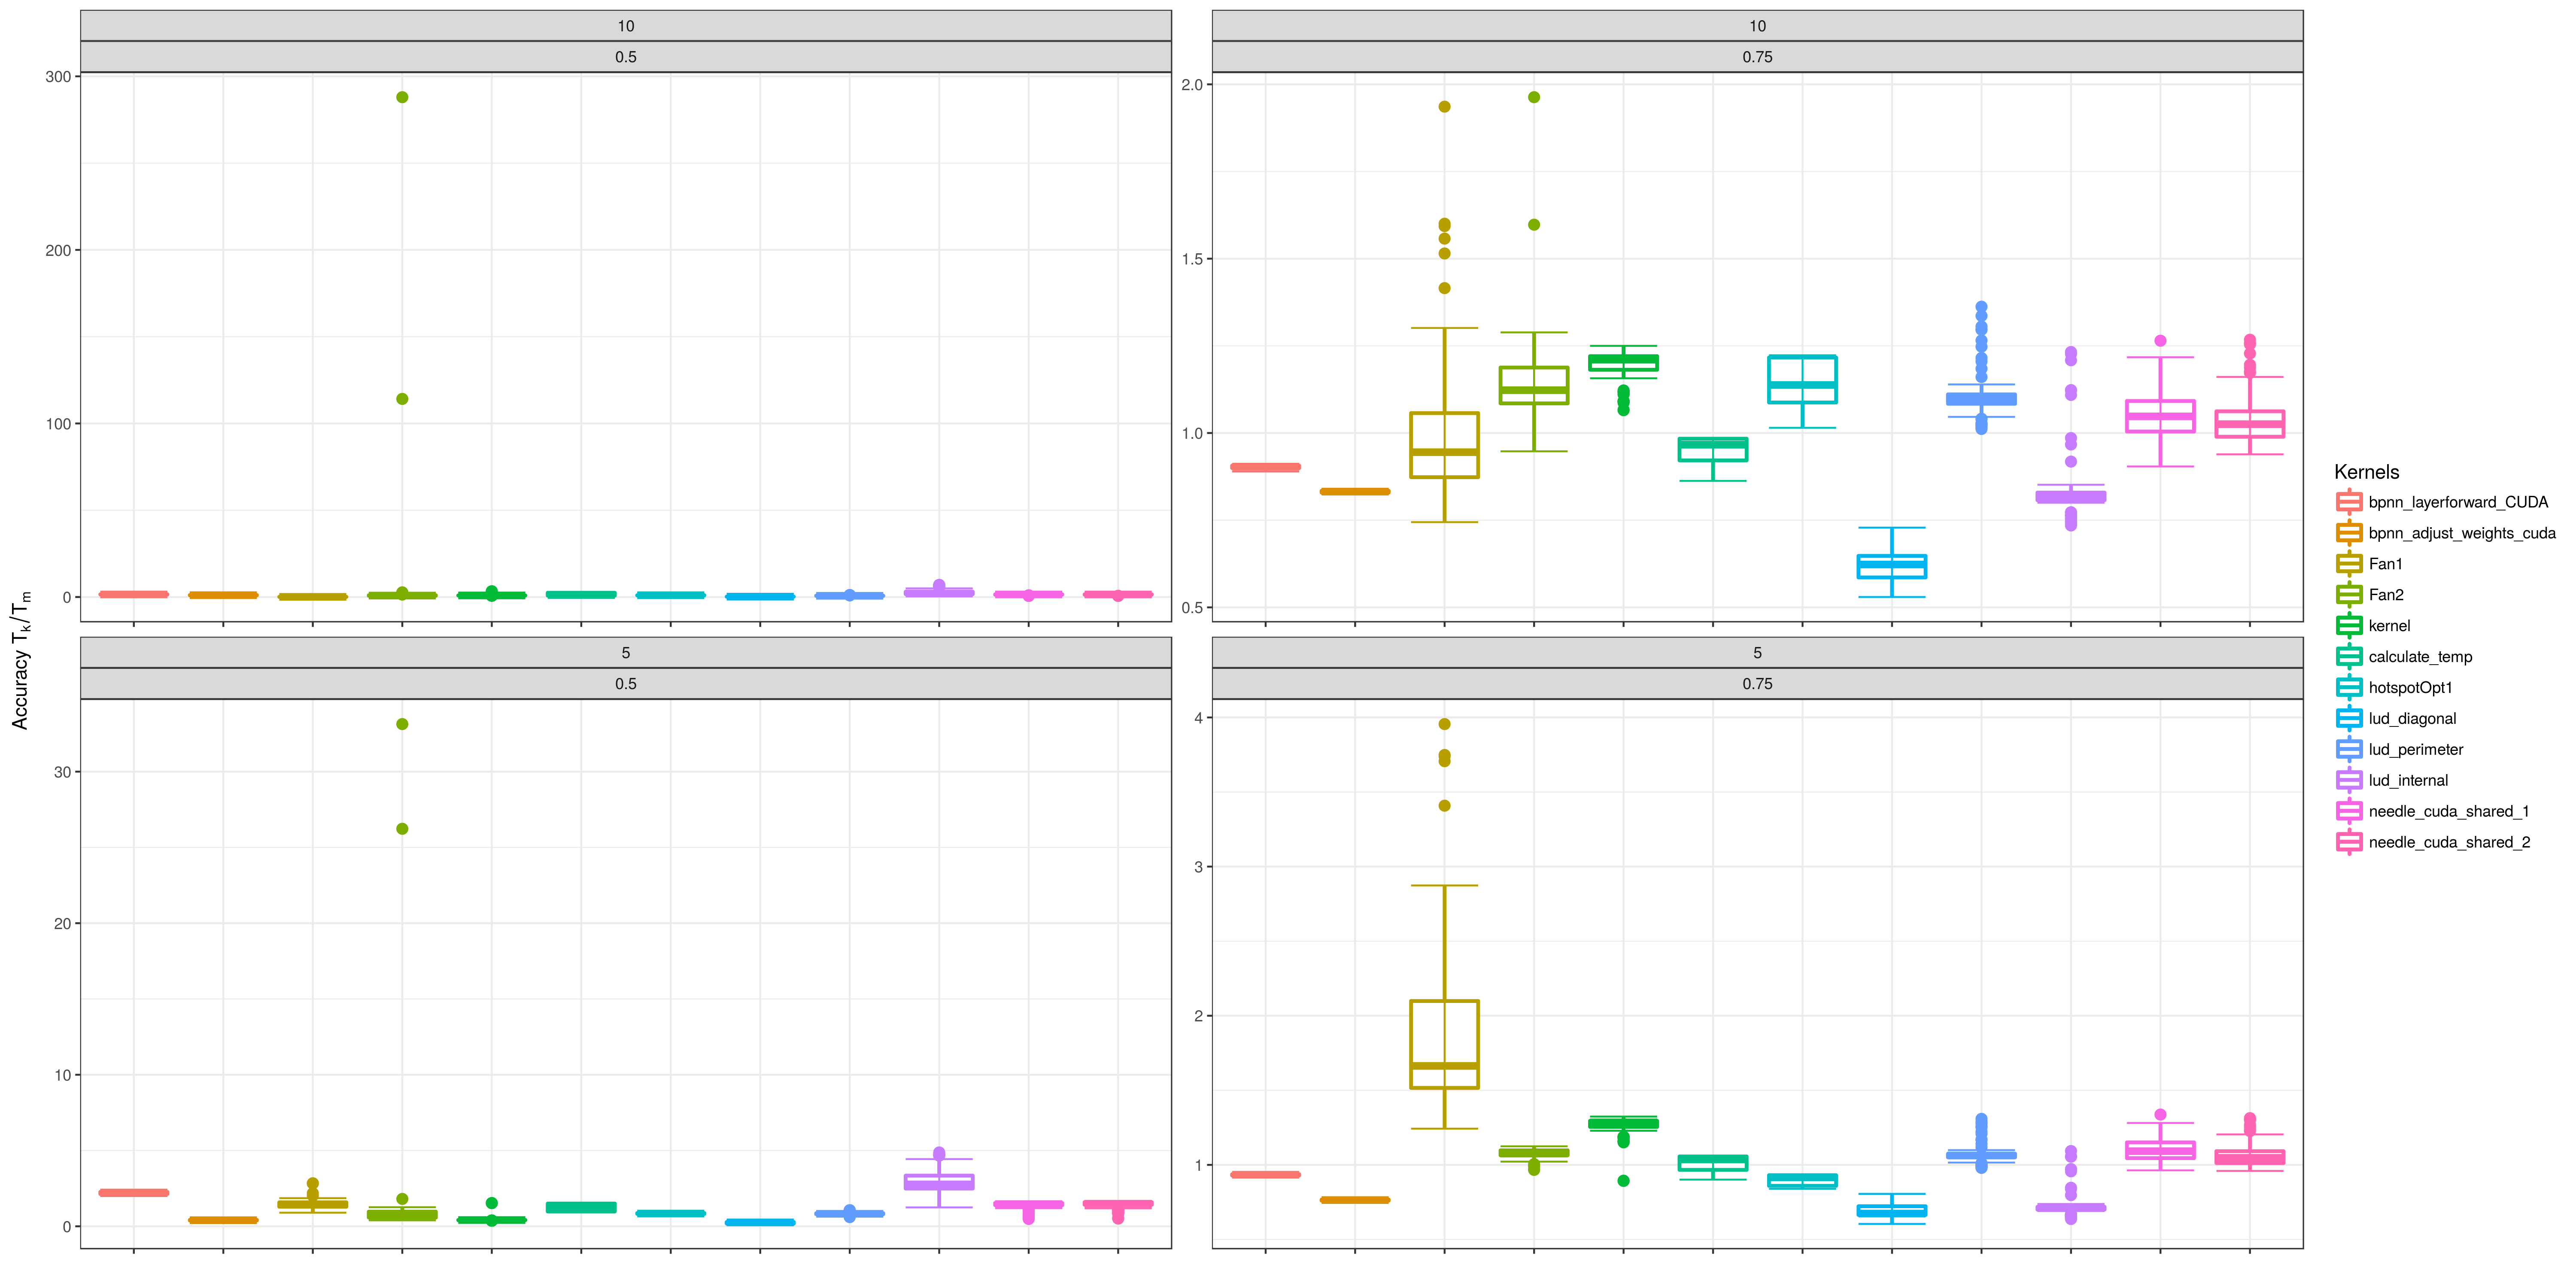 10
0.5
300
200
100
0
10
0.75
2.0
1.5
1.0
0.5
5
0.5
30
20
10
0
5
0.75
4
3
2
1
Accuracy Tk/Tm
Kernels
bpnn_layerforward_CUDA
bpnn_adjust_weights_cuda
Fan1
Fan2
kernel
calculate_temp
hotspotOpt1
lud_diagonal
lud_perimeter
lud_internal
needle_cuda_shared_1
needle_cuda_shared_2